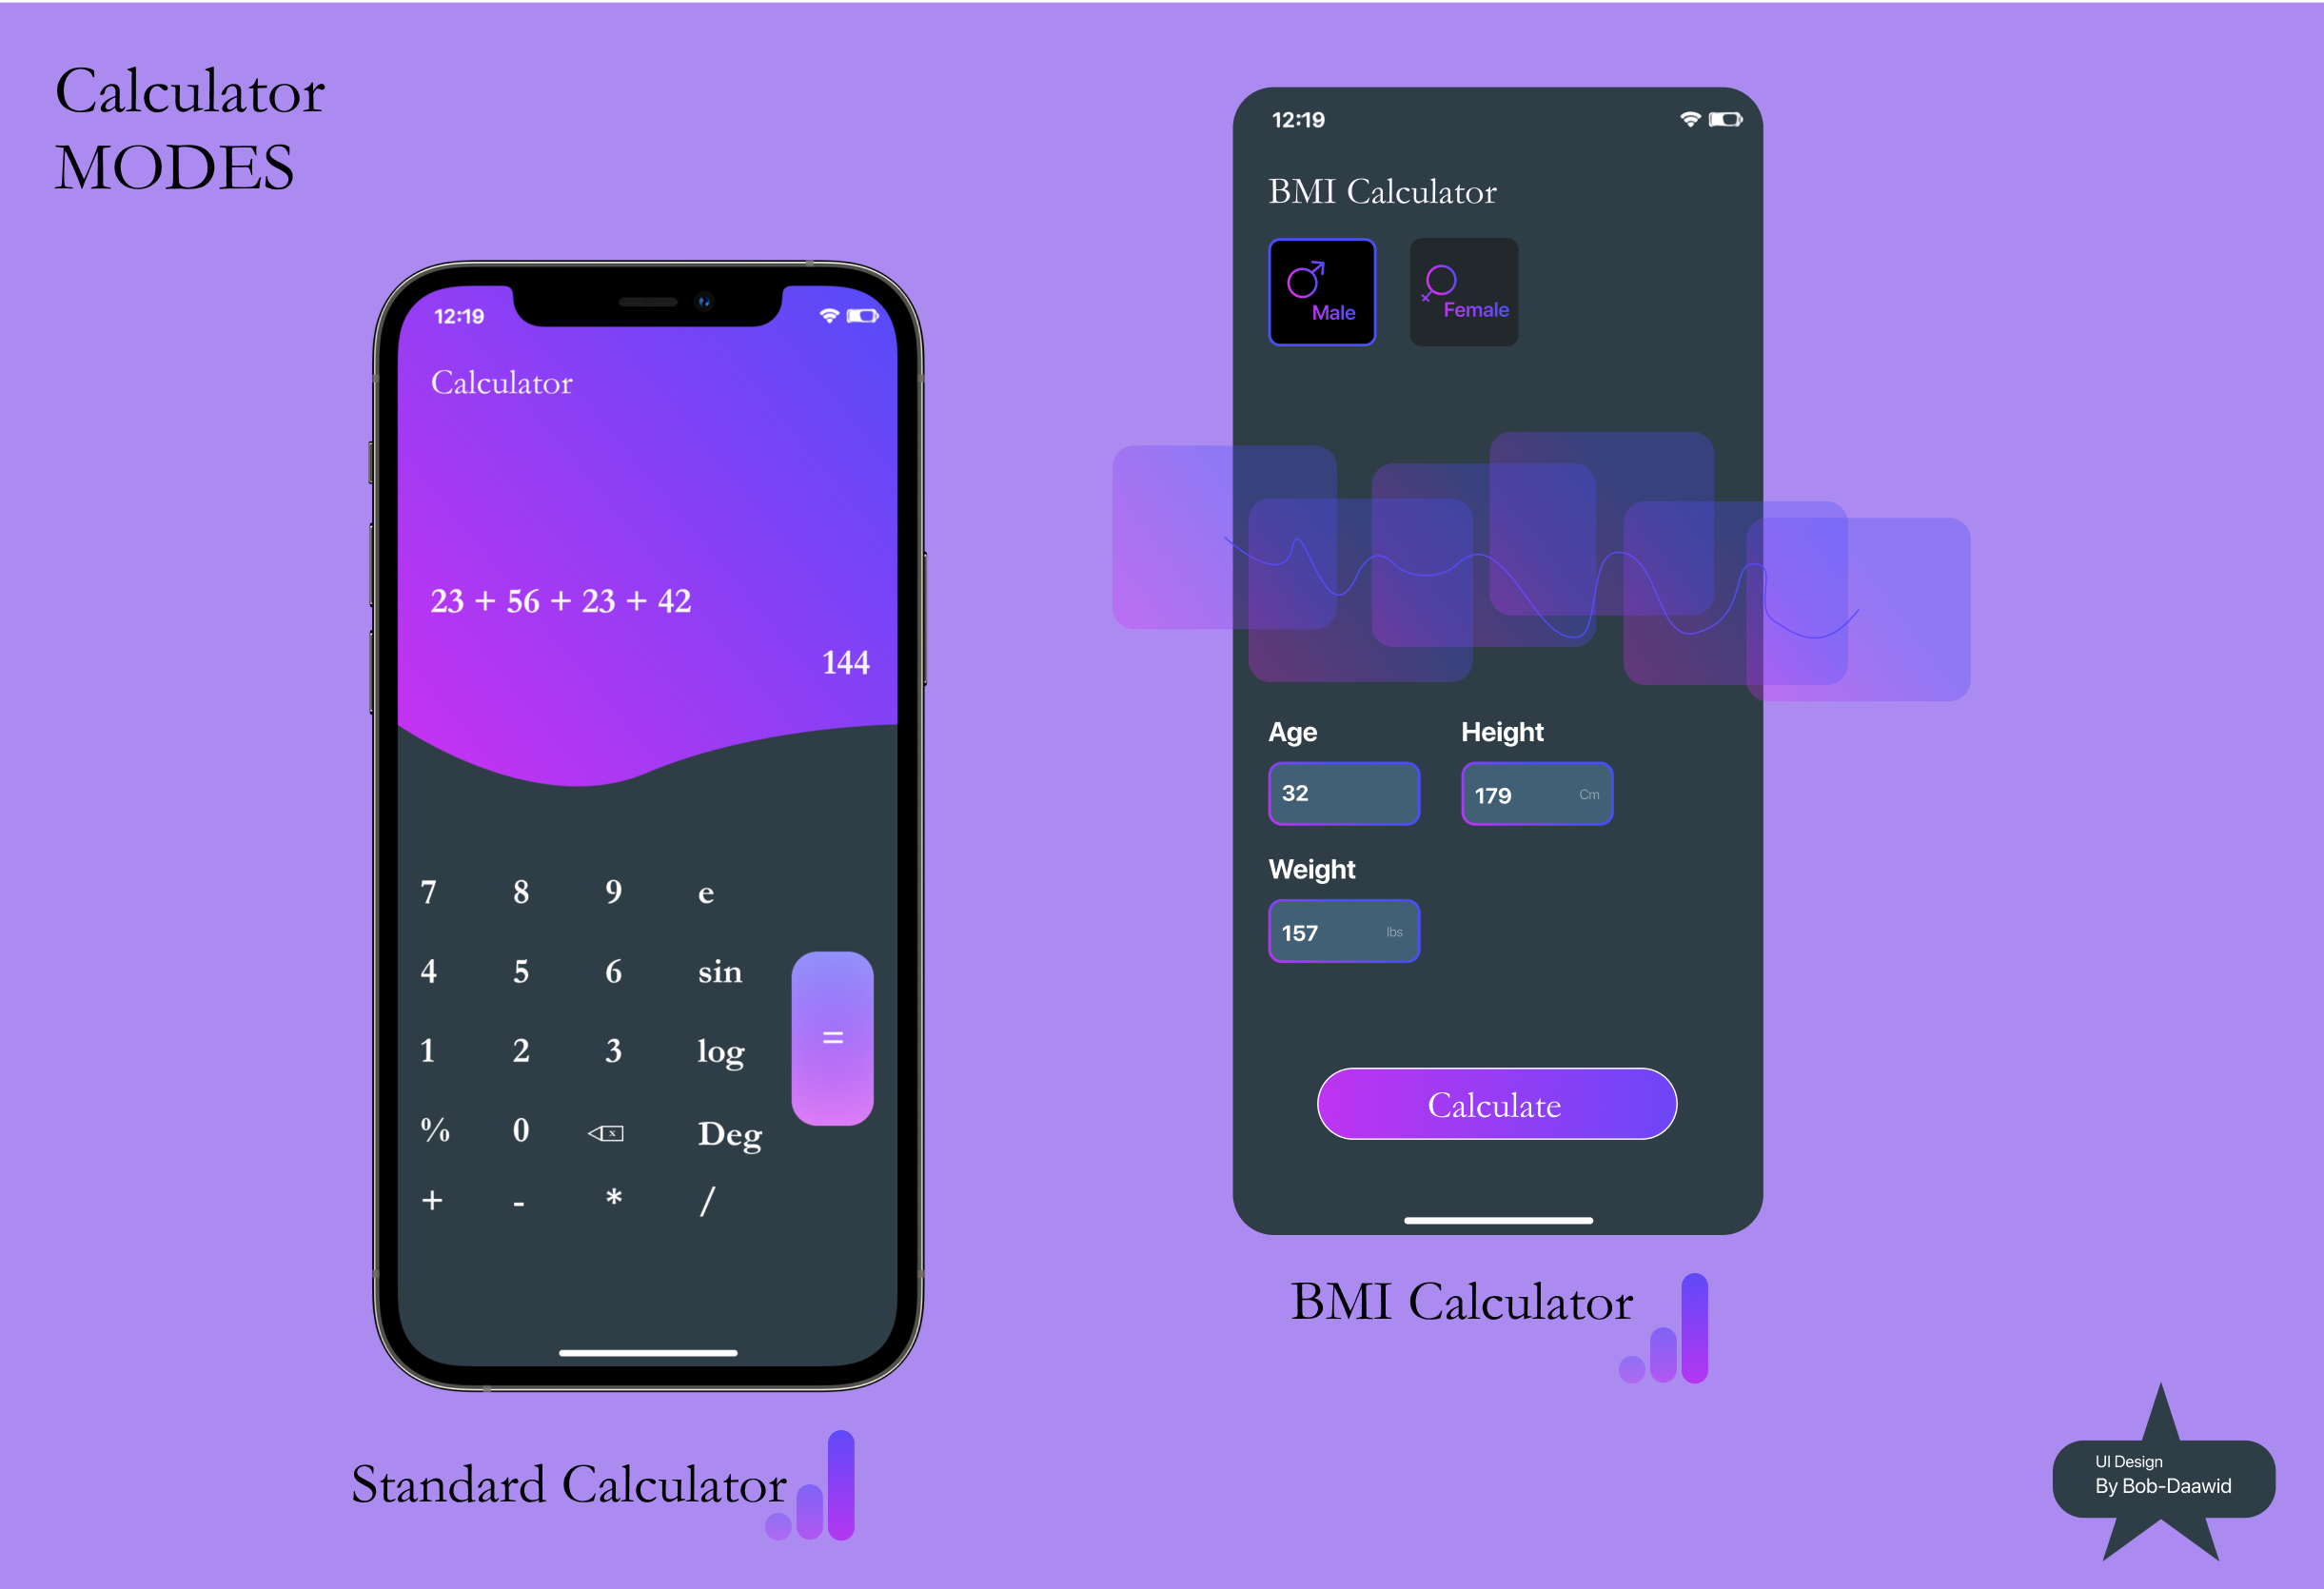 Calculator
MODES
12:19
Calculator
23 + 56 + 23 + 42
144
7 8 9 e
4 5 6 sin
=
1 2 3 log
% 0 x Deg
+ - * /
Standard Calculator
12:19
BMI Calculator
Male Female
Age Height
32 179 Cm
Weight
157 lbs
Calculate
BMI Calculator
UI Design
By Bob-Daawid